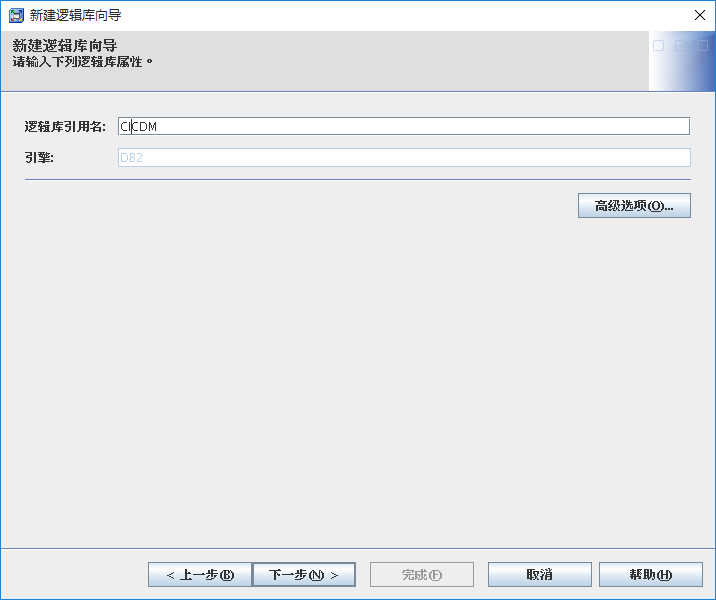 新建逻辑库向导
新建逻辑库向导
请输入下列逻辑库属性。
逻辑库引用名: CICDM
引擎: DB2
高级选项(O)...
< 上一步(B) 下一步(N) > 完成(F) 取消 帮助(H)